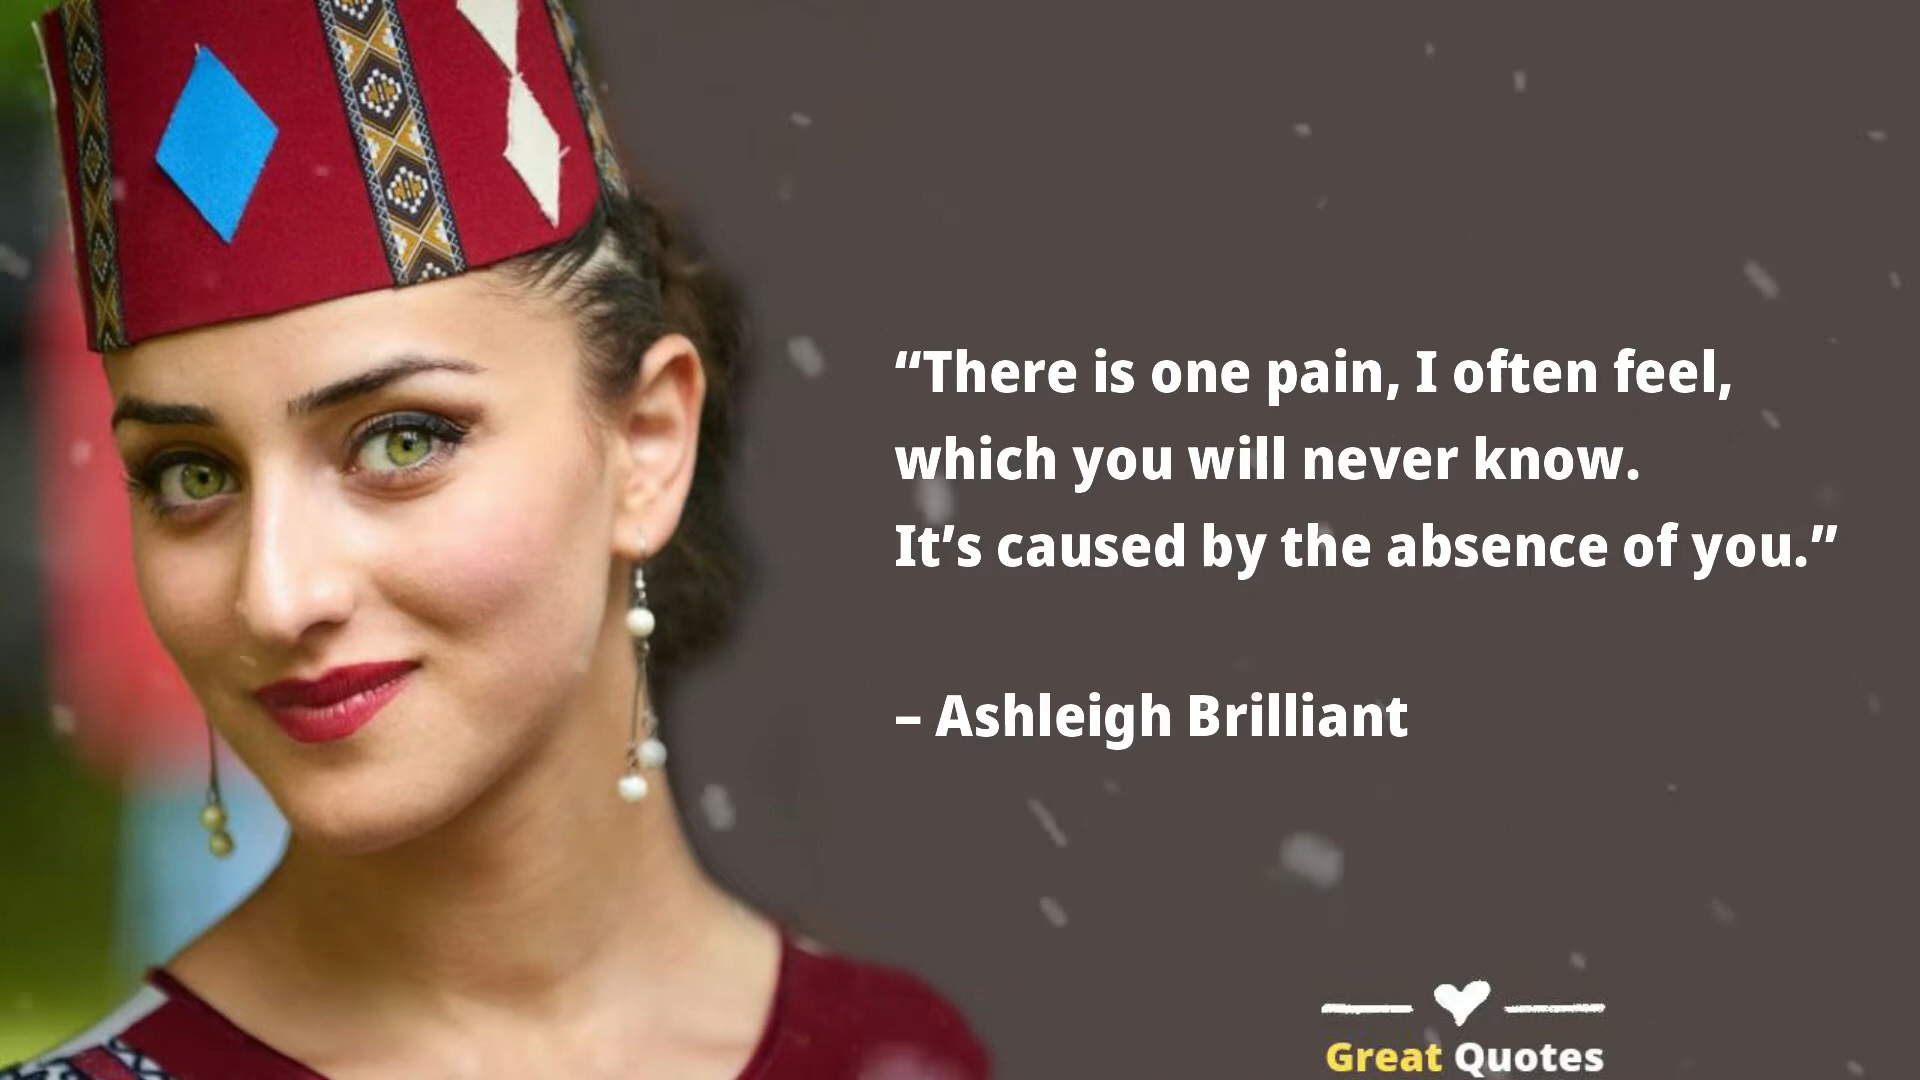 “There is one pain, I often feel,
which you will never know.
It’s caused by the absence of you.”
– Ashleigh Brilliant
Great Quotes